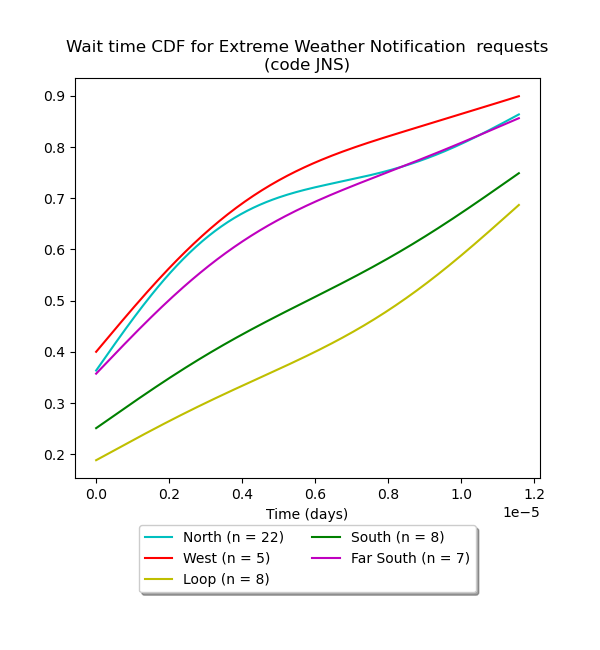 Wait time CDF for Extreme Weather Notification  requests
(code JNS)
0.9
0.8
0.7
0.6
0.5
0.4
0.3
0.2
0.0 0.2 0.4 0.6 0.8 1.0 1.2
Time (days)
1e−5
North (n = 22) South (n = 8)
West (n = 5) Far South (n = 7)
Loop (n = 8)